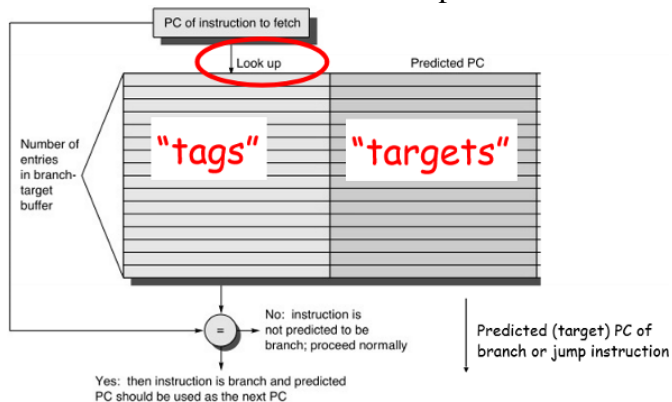 PC of instruction to fetch
Look up
Predicted PC
"tags"
"targets"
Number of
entries
in branch-
target
buffer
=
No: instruction is
not predicted to be
branch; proceed normally
Predicted (target) PC of
branch or jump instruction
Yes: then instruction is branch and predicted
PC should be used as the next PC